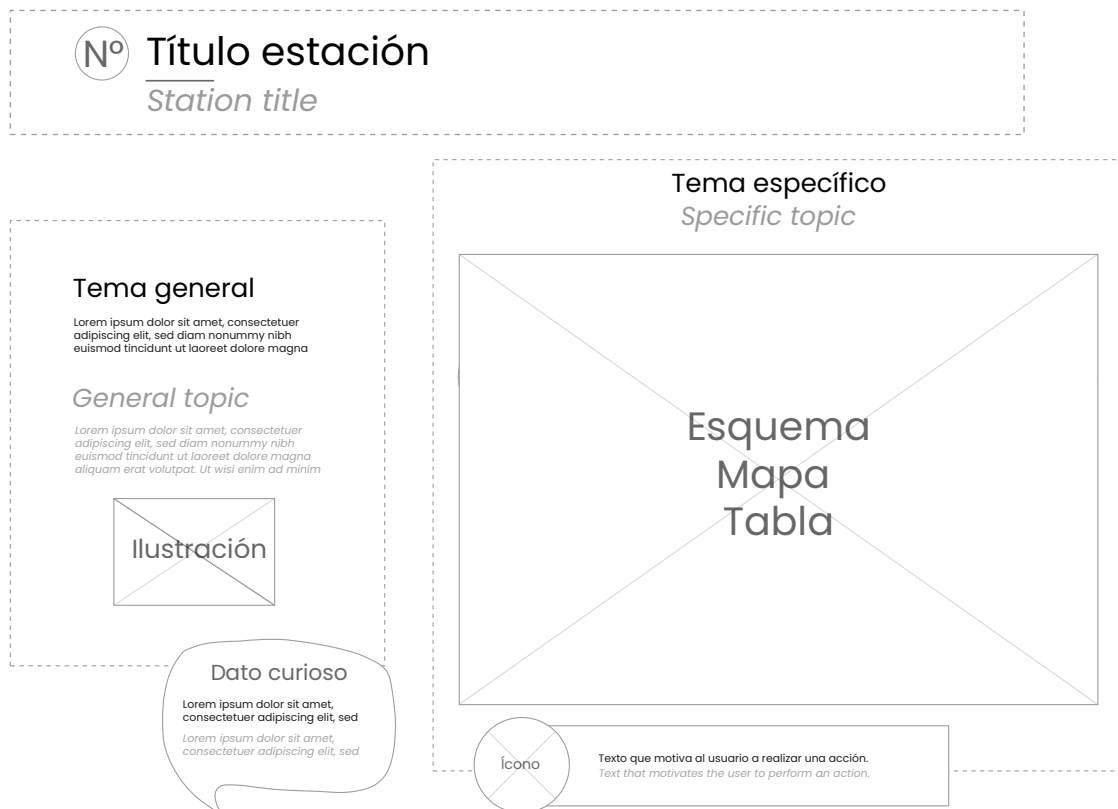 Nº Título estación
Station title
Tema general
Lorem ipsum dolor sit amet, consectetuer
adipiscing elit, sed diam nonummy nibh
euismod tincidunt ut laoreet dolore magna
General topic
Lorem ipsum dolor sit amet, consectetuer
adipiscing elit, sed diam nonummy nibh
euismod tincidunt ut laoreet dolore magna
aliquam erat volutpat. Ut wisi enim ad minim
Ilustración
Dato curioso
Lorem ipsum dolor sit amet,
consectetuer adipiscing elit, sed
Lorem ipsum dolor sit amet,
consectetuer adipiscing elit, sed
Tema específico
Specific topic
Esquema
Mapa
Tabla
Ícono
Texto que motiva al usuario a realizar una acción.
Text that motivates the user to perform an action.